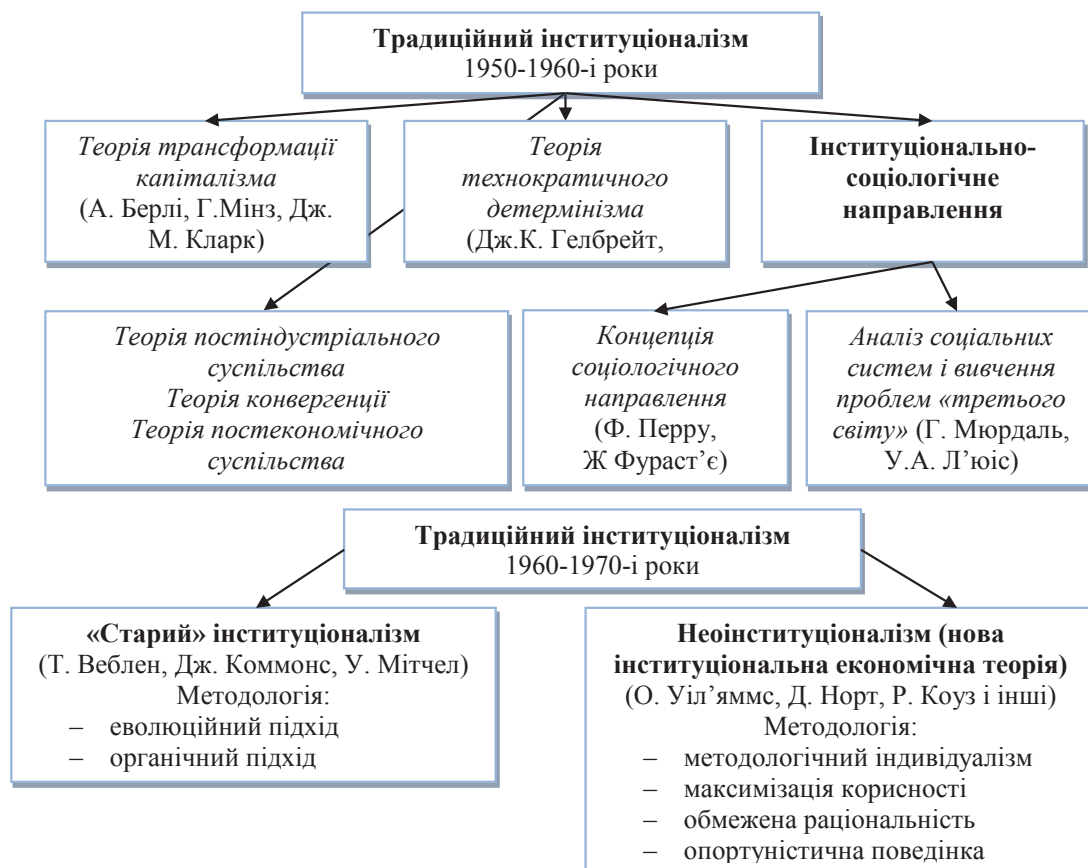 Традиційний інституціоналізм
1950-1960-і роки
Теорія трансформації
капіталізма
(А. Берлі, Г.Мінз, Дж.
М. Кларк)
Теорія
технократичного
детермінізма
(Дж.К. Гелбрейт,
Інституціонально-
соціологічне
направлення
Теорія постіндустріального
суспільства
Теорія конвергенції
Теорія постекономічного
суспільства
Концепція
соціологічного
направлення
(Ф. Перру,
Ж Фураст’є)
Аналіз соціальних
систем і вивчення
проблем «третього
світу» (Г. Мюрдаль,
У.А. Л’юіс)
Традиційний інституціоналізм
1960-1970-і роки
«Старий» інституціоналізм
(Т. Веблен, Дж. Коммонс, У. Мітчел)
Методологія:
– еволюційний підхід
– органічний підхід
Неоінституціоналізм (нова
інституціональна економічна теорія)
(О. Уіл’яммс, Д. Норт, Р. Коуз і інші)
Методологія:
– методологічний індивідуалізм
– максимізація корисності
– обмежена раціональність
– опортуністична поведінка